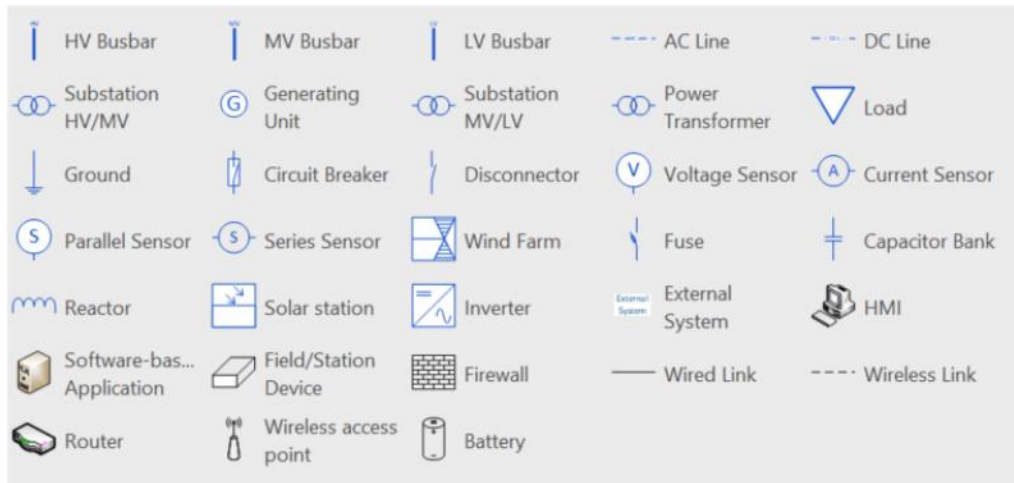 HV Busbar
MV Busbar
LV Busbar
AC Line
DC Line
Substation
HV/MV
G
Generating
Unit
Substation
MV/LV
Power
Transformer
Load
Ground
Circuit Breaker
Disconnector
V
Voltage Sensor
A
Current Sensor
S
Parallel Sensor
S
Series Sensor
Wind Farm
Fuse
Capacitor Bank
Reactor
Solar station
Inverter
External
System
External
System
HMI
Software-bas...
Application
Field/Station
Device
Firewall
Wired Link
Wireless Link
Router
Wireless access
point
Battery